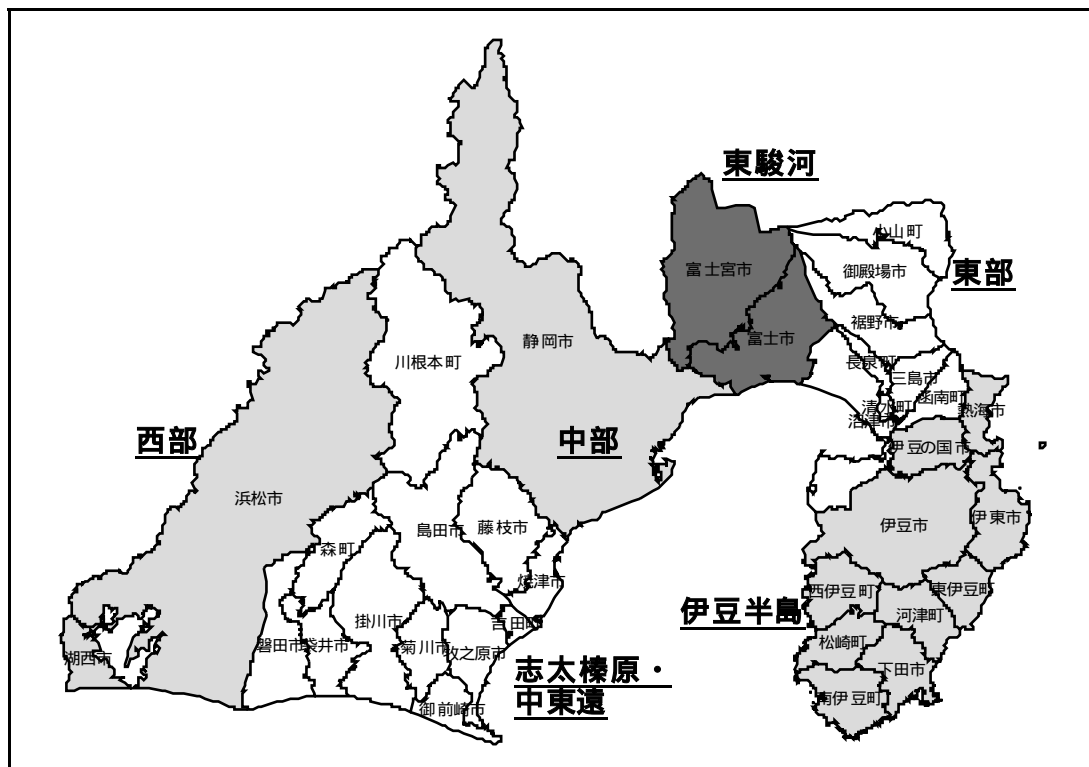 東駿河
小山町
富士宮市
御殿場市
東部
裾野市
富士市
静岡市
川根本町
長泉町
三島市
函南町
清水町
熱海市
沼津市
西部
中部
伊豆の国市
浜松市
伊豆市
伊東市
島田市
藤枝市
森町
焼津市
西伊豆町
東伊豆町
伊豆半島
河津町
掛川市
吉田町
松崎町
磐田市
袋井市
菊川市
牧之原市
湖西市
志太榛原・
中東遠
下田市
南伊豆町
御前崎市